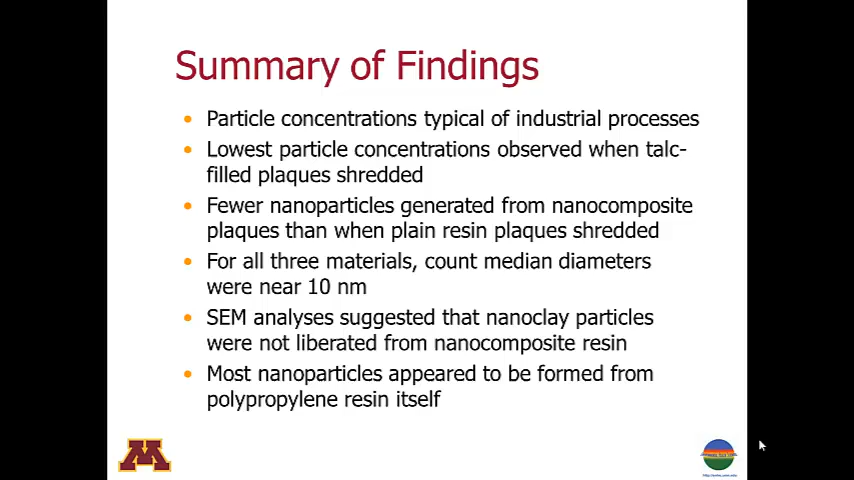 Summary of Findings
Particle concentrations typical of industrial processes
Lowest particle concentrations observed when talc-
filled plaques shredded
Fewer nanoparticles generated from nanocomposite
plaques than when plain resin plaques shredded
For all three materials, count median diameters
were near 10 nm
SEM analyses suggested that nanoclay particles
were not liberated from nanocomposite resin
Most nanoparticles appeared to be formed from
polypropylene resin itself
M